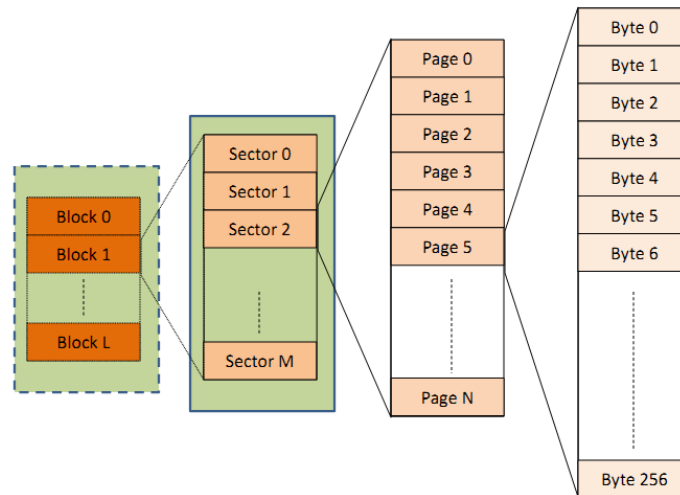 Block 0
Block 1
Block L
Sector 0
Sector 1
Sector 2
Sector M
Page 0
Page 1
Page 2
Page 3
Page 4
Page 5
Page N
Byte 0
Byte 1
Byte 2
Byte 3
Byte 4
Byte 5
Byte 6
Byte 256